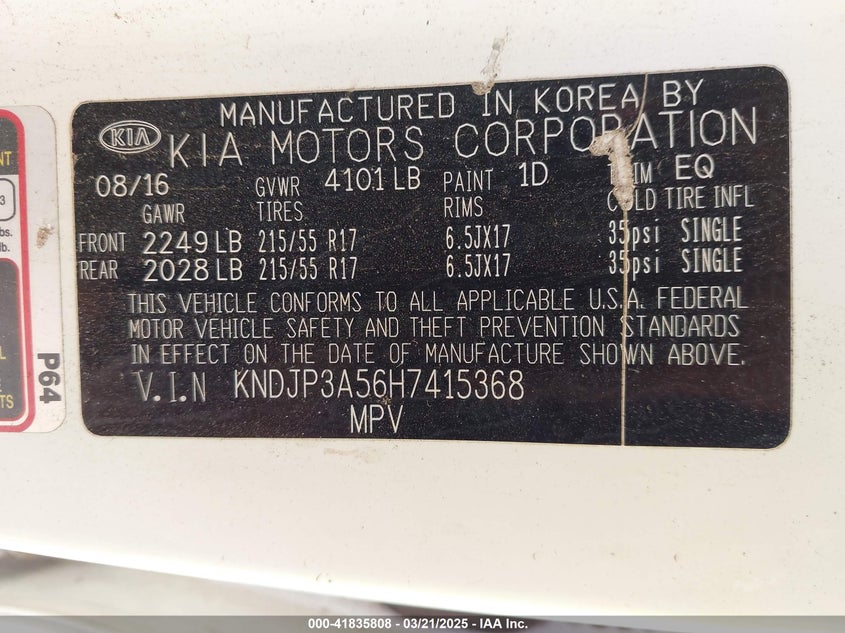 MANUFACTURED IN KOREA BY
KIA KIA MOTORS CORPORATION
08/16 GVWR 4101 LB PAINT 1D EQ
GAWR TIRES RIMS TIRE INFL
FRONT 2249 LB 215/55 R17 6.5JX17 35psi SINGLE
REAR 2028 LB 215/55 R17 6.5JX17 35psi SINGLE
THIS VEHICLE CONFORMS TO ALL APPLICABLE U.S.A. FEDERAL
MOTOR VEHICLE SAFETY AND THEFT PREVENTION STANDARDS
IN EFFECT ON THE DATE OF MANUFACTURE SHOWN ABOVE.
V.I.N KNDJP3A56H7415368
MPV
P64
3
lb.
000-41835808 - 03/21/2025 - IAA Inc.